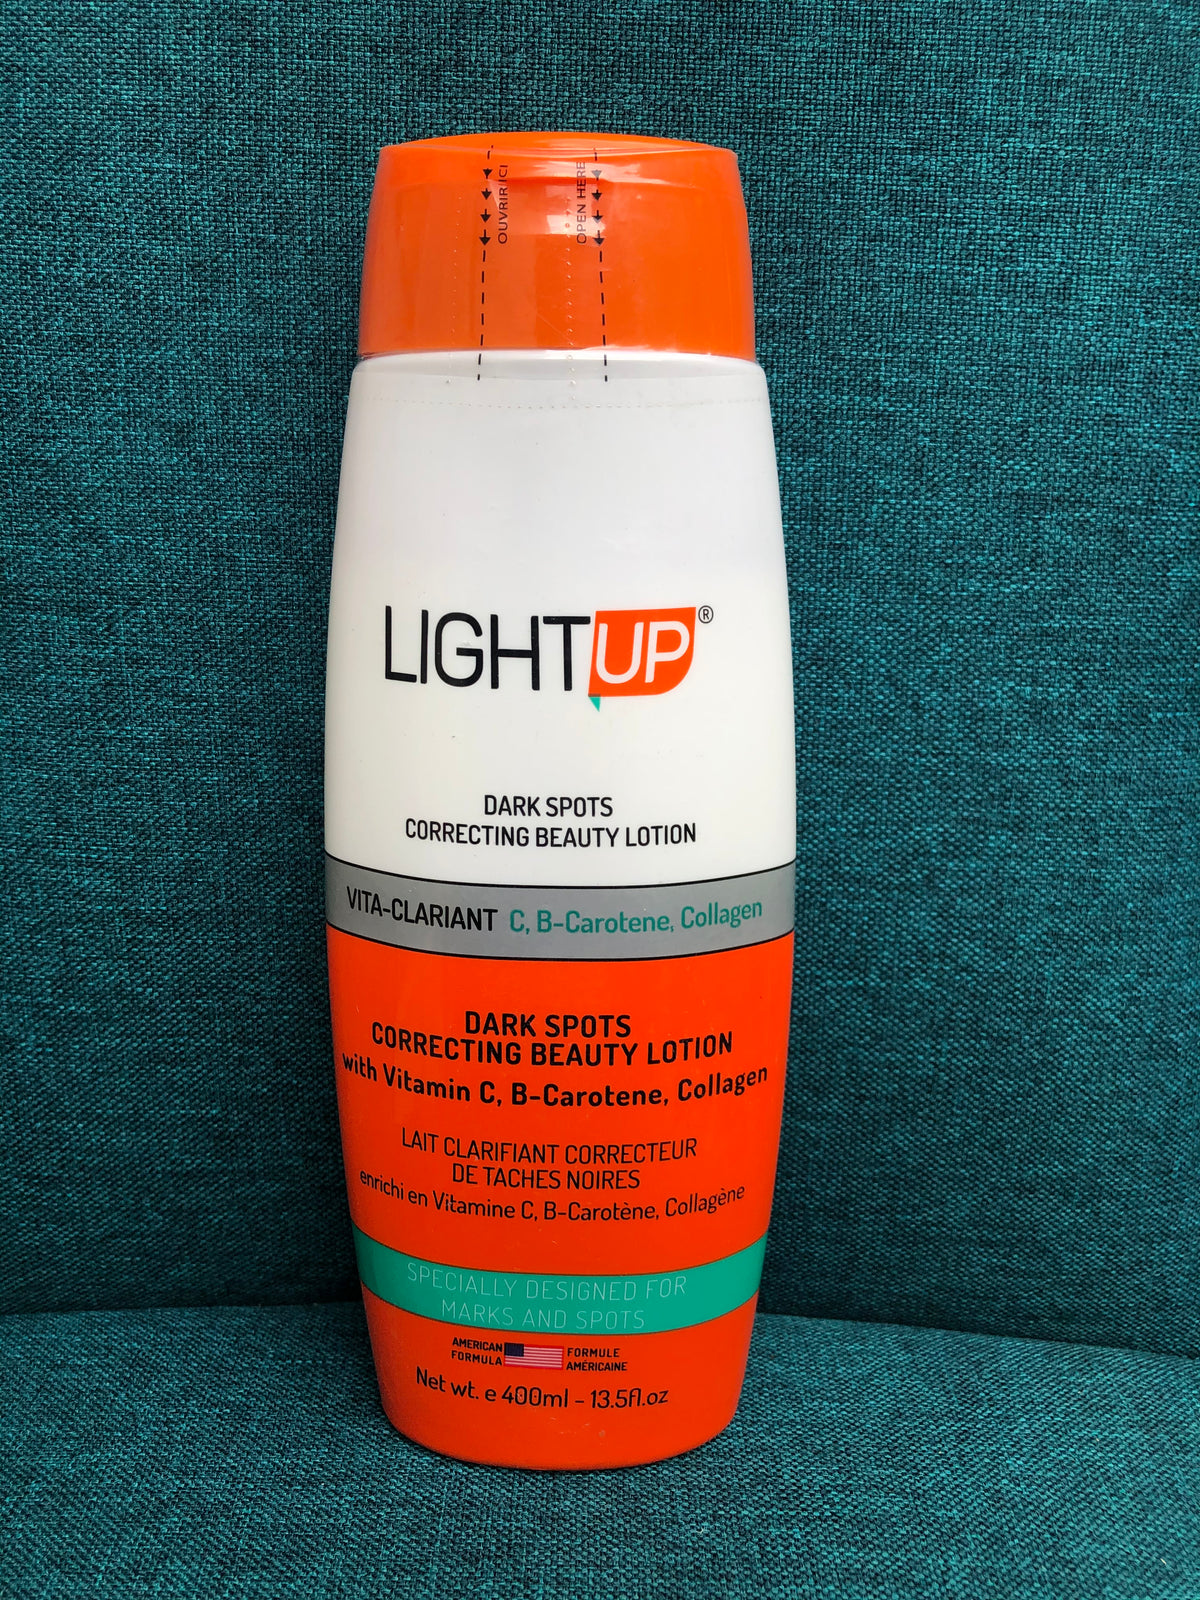 OUVRIR ICI
OPEN HERE
LIGHTUP®
DARK SPOTS
CORRECTING BEAUTY LOTION
VITA-CLARIANT C, B-Carotene, Collagen
DARK SPOTS
CORRECTING BEAUTY LOTION
with Vitamin C, B-Carotene, Collagen
LAIT CLARIFIANT CORRECTEUR
DE TACHES NOIRES
enrichi en Vitamine C, B-Carotène, Collagène
SPECIALLY DESIGNED FOR
MARKS AND SPOTS
AMERICAN FORMULE
FORMULA AMÉRICAINE
Net wt. e 400ml - 13.5fl.oz